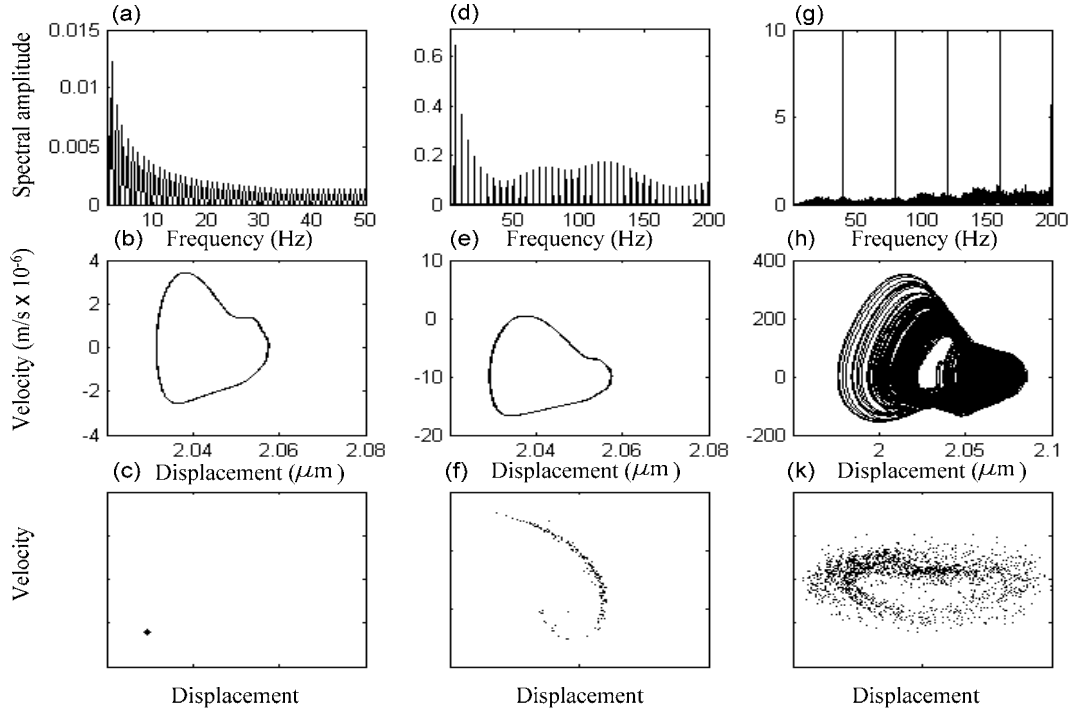 (a) (d) (g)
0.015 0.6 10
0.01 0.4
0.005 0.2 5
0 0 0
10 20 30 40 50 50 100 150 200 50 100 150 200
Spectral amplitude
(b) Frequency (Hz) (e) Frequency (Hz) (h) Frequency (Hz)
4 10 400
2 0 200
0 -10 0
-2
-4 -20 -200
2.04 2.06 2.08 2.04 2.06 2.08 2 2.05 2.1
Velocity (m/s x 10⁻⁶)
(c) Displacement (μm) (f) Displacement (μm) (k) Displacement (μm)
Velocity
Displacement Displacement Displacement